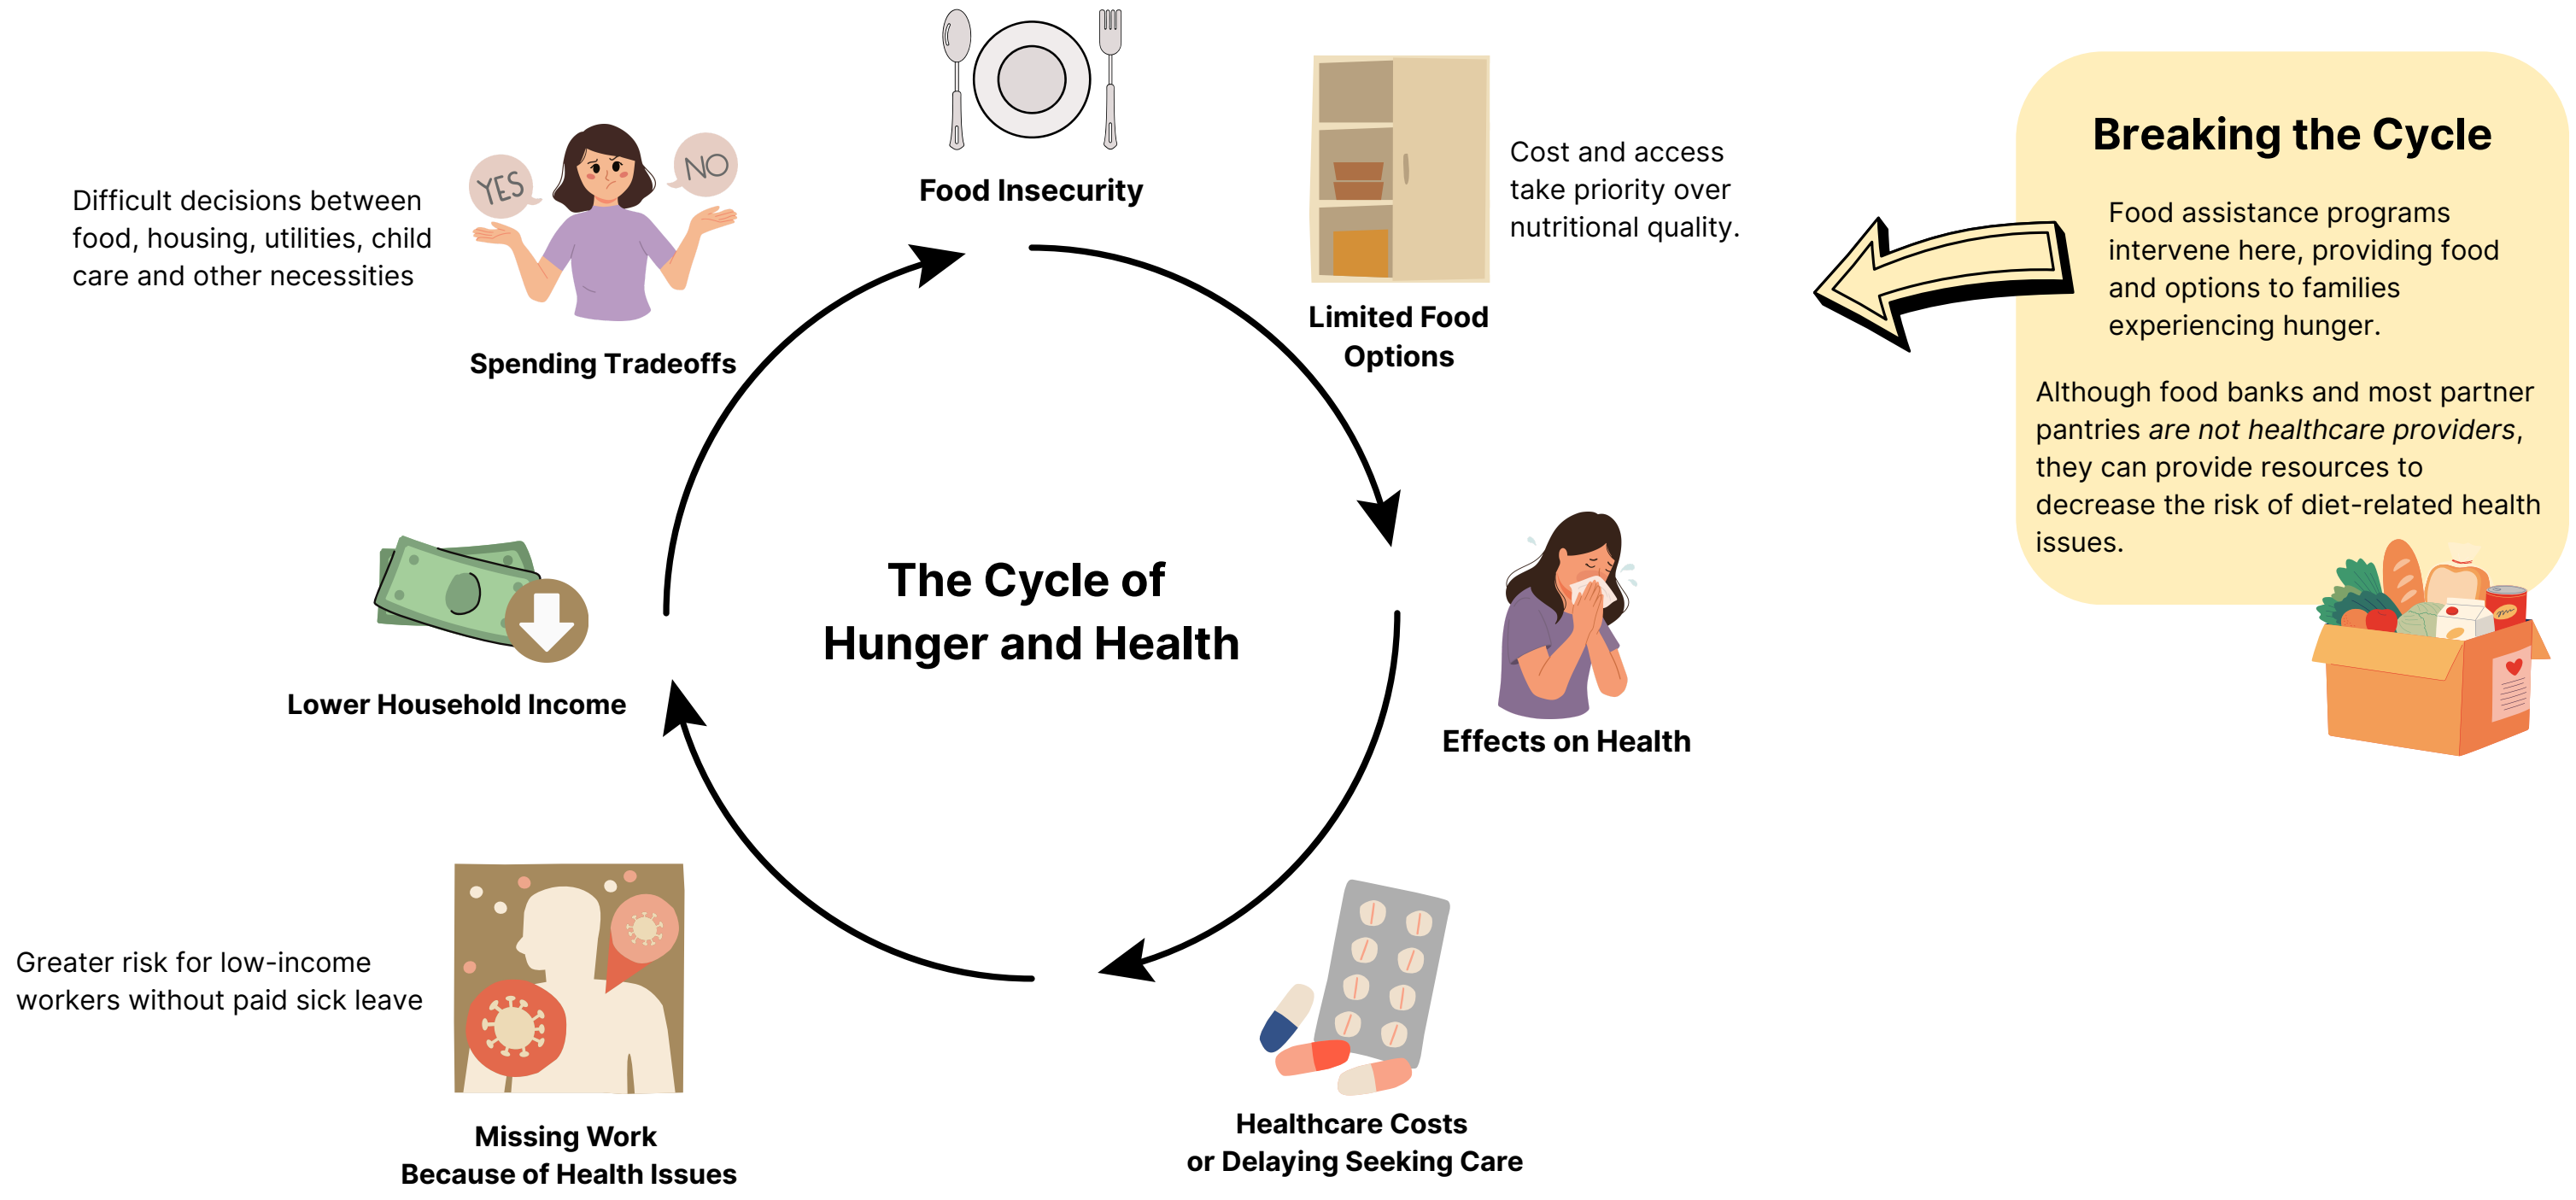 Food Insecurity
Cost and access
take priority over
nutritional quality.
Limited Food
Options
Breaking the Cycle
Food assistance programs
intervene here, providing food
and options to families
experiencing hunger.
Although food banks and most partner
pantries are not healthcare providers,
they can provide resources to
decrease the risk of diet-related health
issues.
Effects on Health
Healthcare Costs
or Delaying Seeking Care
Missing Work
Because of Health Issues
Greater risk for low-income
workers without paid sick leave
Lower Household Income
Spending Tradeoffs
YES
NO
Difficult decisions between
food, housing, utilities, child
care and other necessities
The Cycle of
Hunger and Health